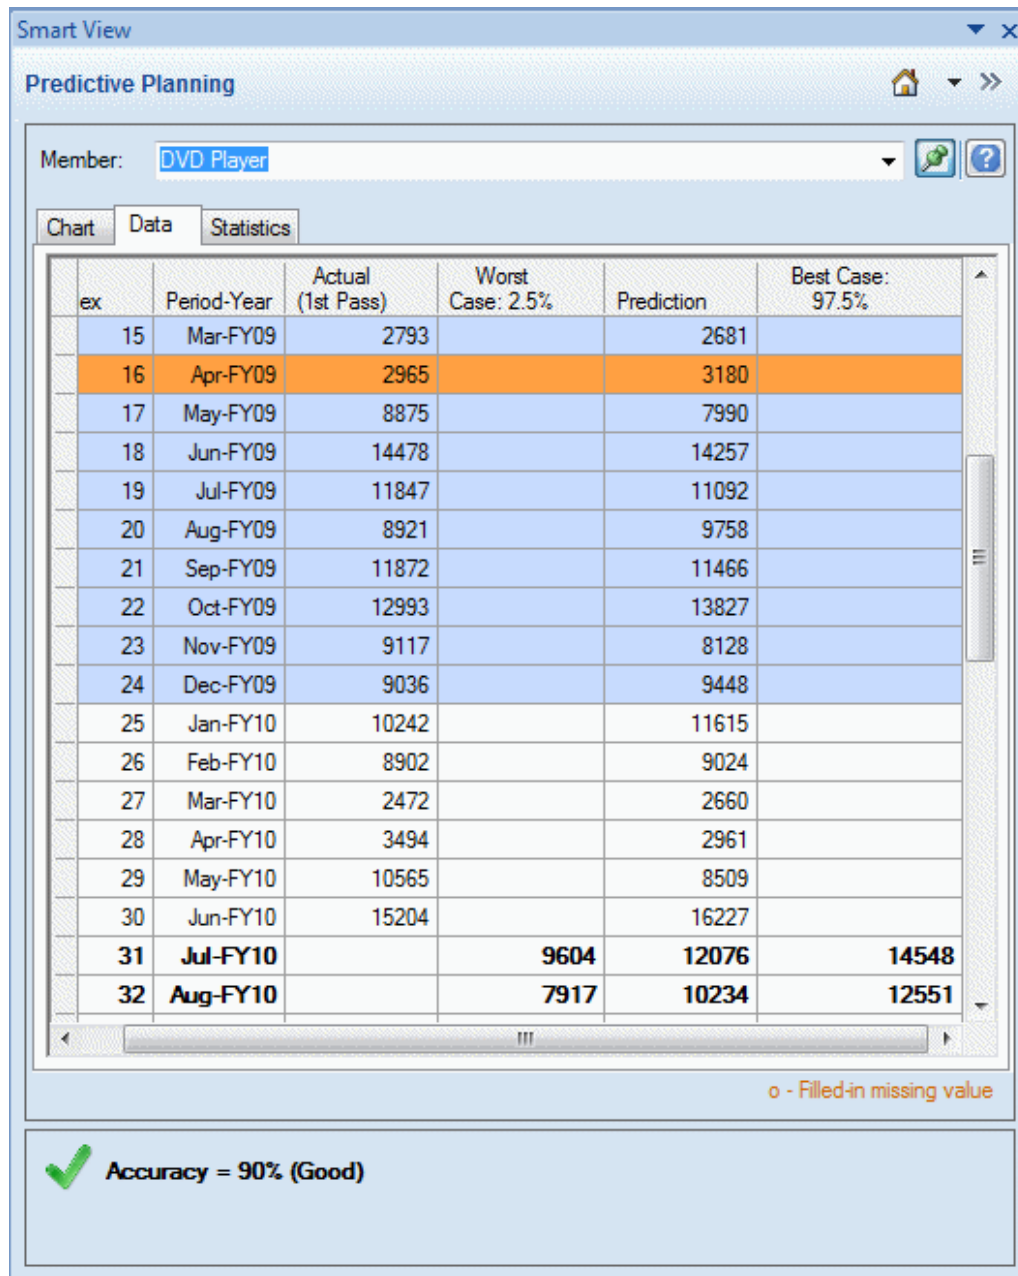 Smart View
Predictive Planning
Member: DVD Player
Chart Data Statistics
ex Period-Year Actual (1st Pass) Worst Case: 2.5% Prediction Best Case: 97.5%
15 Mar-FY09 2793 2681
16 Apr-FY09 2965 3180
17 May-FY09 8875 7990
18 Jun-FY09 14478 14257
19 Jul-FY09 11847 11092
20 Aug-FY09 8921 9758
21 Sep-FY09 11872 11466
22 Oct-FY09 12993 13827
23 Nov-FY09 9117 8128
24 Dec-FY09 9036 9448
25 Jan-FY10 10242 11615
26 Feb-FY10 8902 9024
27 Mar-FY10 2472 2660
28 Apr-FY10 3494 2961
29 May-FY10 10565 8509
30 Jun-FY10 15204 16227
31 Jul-FY10 9604 12076 14548
32 Aug-FY10 7917 10234 12551
o - Filled-in missing value
Accuracy = 90% (Good)